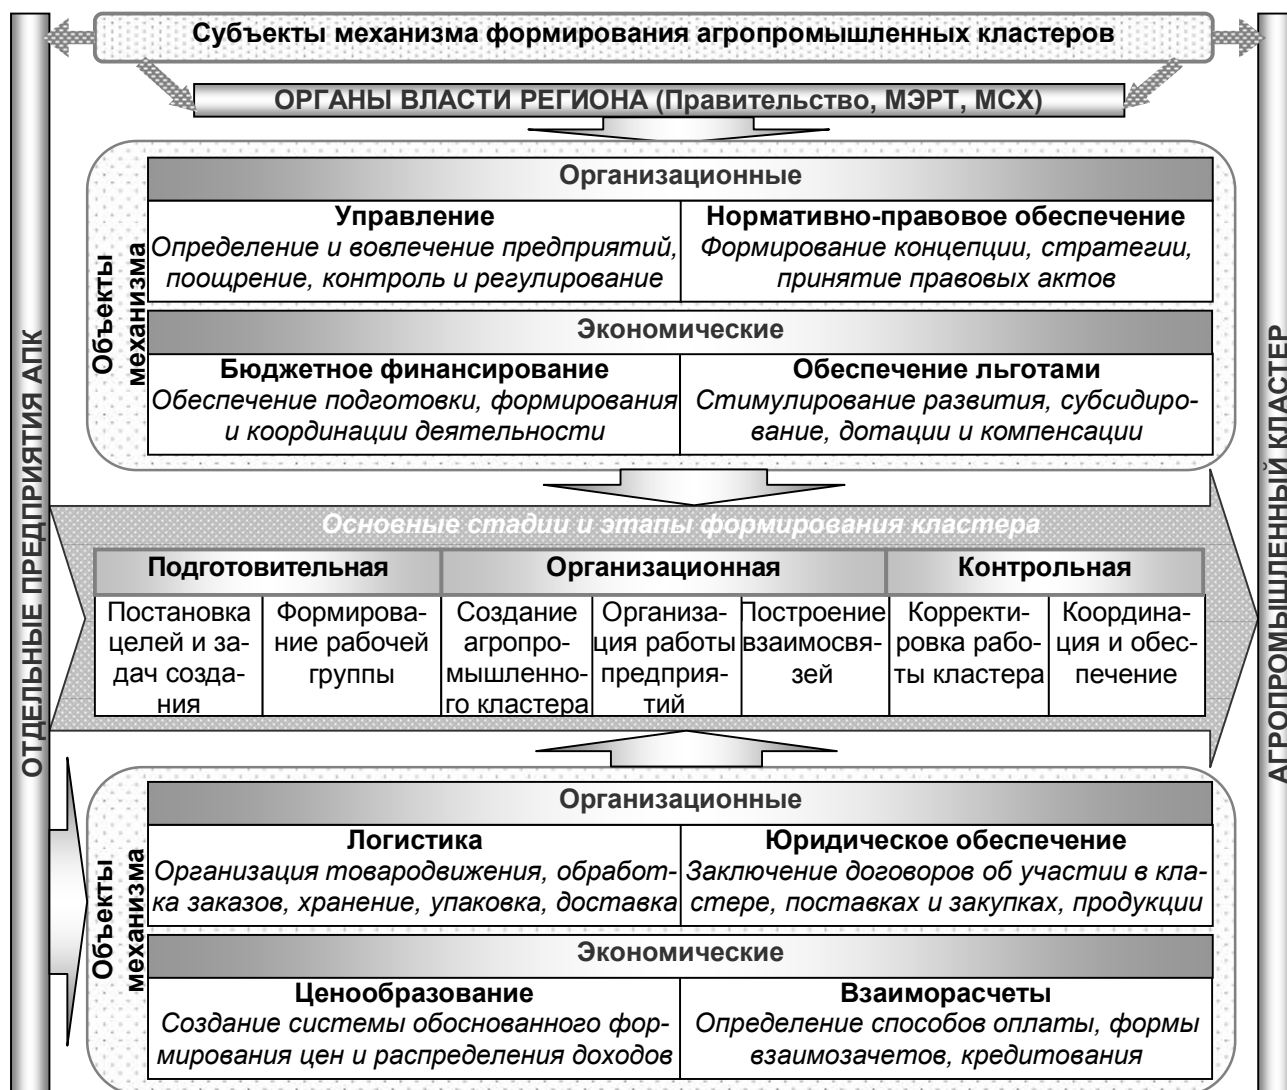 Субъекты механизма формирования агропромышленных кластеров
ОРГАНЫ ВЛАСТИ РЕГИОНА (Правительство, МЭРТ, МСХ)
ОТДЕЛЬНЫЕ ПРЕДПРИЯТИЯ АПК
АГРОПРОМЫШЛЕННЫЙ КЛАСТЕР
Объекты
механизма
Организационные
Управление
Определение и вовлечение предприятий,
поощрение, контроль и регулирование
Нормативно-правовое обеспечение
Формирование концепции, стратегии,
принятие правовых актов
Экономические
Бюджетное финансирование
Обеспечение подготовки, формирования
и координации деятельности
Обеспечение льготами
Стимулирование развития, субсидиро-
вание, дотации и компенсации
Основные стадии и этапы формирования кластера
Подготовительная
Организационная
Контрольная
Постановка
целей и за-
дач созда-
ния
Формирова-
ние рабочей
группы
Создание
агропро-
мышленно-
го кластера
Организа-
ция работы
предприя-
тий
Построение
взаимосвя-
зей
Корректи-
ровка рабо-
ты кластера
Координа-
ция и обес-
печение
Объекты
механизма
Организационные
Логистика
Организация товародвижения, обработ-
ка заказов, хранение, упаковка, доставка
Юридическое обеспечение
Заключение договоров об участии в кла-
стере, поставках и закупках, продукции
Экономические
Ценообразование
Создание системы обоснованного фор-
мирования цен и распределения доходов
Взаиморасчеты
Определение способов оплаты, формы
взаимозачетов, кредитования